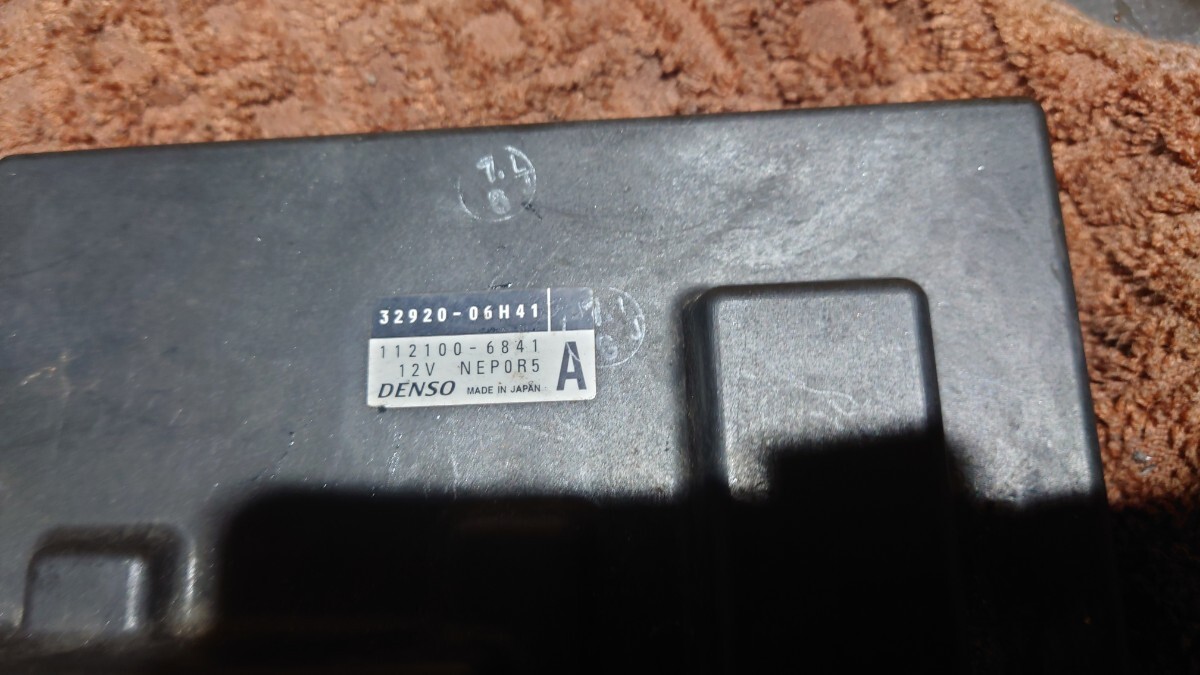 32920-06H41
112100-6841
12V NEP0R5
A
DENSO MADE IN JAPAN